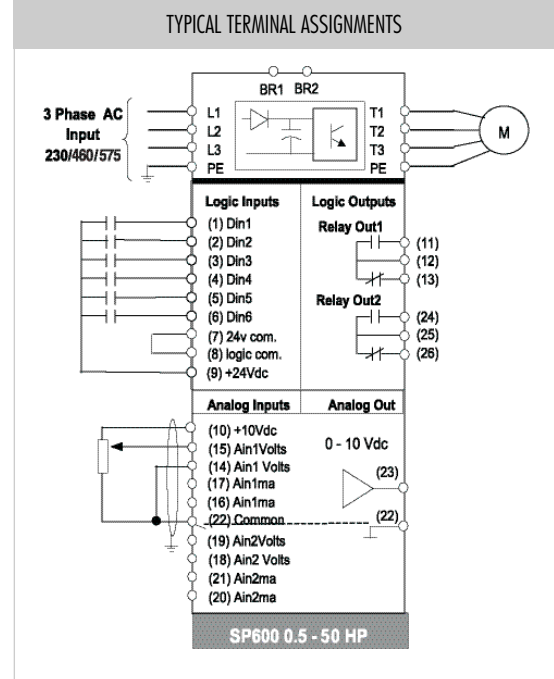 TYPICAL TERMINAL ASSIGNMENTS
BR1 BR2
3 Phase AC
Input
230/460/575
L1
L2
L3
PE
T1
T2
T3
PE
M
Logic Inputs
(1) Din1
(2) Din2
(3) Din3
(4) Din4
(5) Din5
(6) Din6
(7) 24v com.
(8) logic com.
(9) +24Vdc
Logic Outputs
Relay Out1
(11)
(12)
(13)
Relay Out2
(24)
(25)
(26)
Analog Inputs
(10) +10Vdc
(15) Ain1Volts
(14) Ain1 Volts
(17) Ain1ma
(16) Ain1ma
(22) Common
(19) Ain2Volts
(18) Ain2 Volts
(21) Ain2ma
(20) Ain2ma
Analog Out
0 - 10 Vdc
(23)
(22)
SP600 0.5 - 50 HP